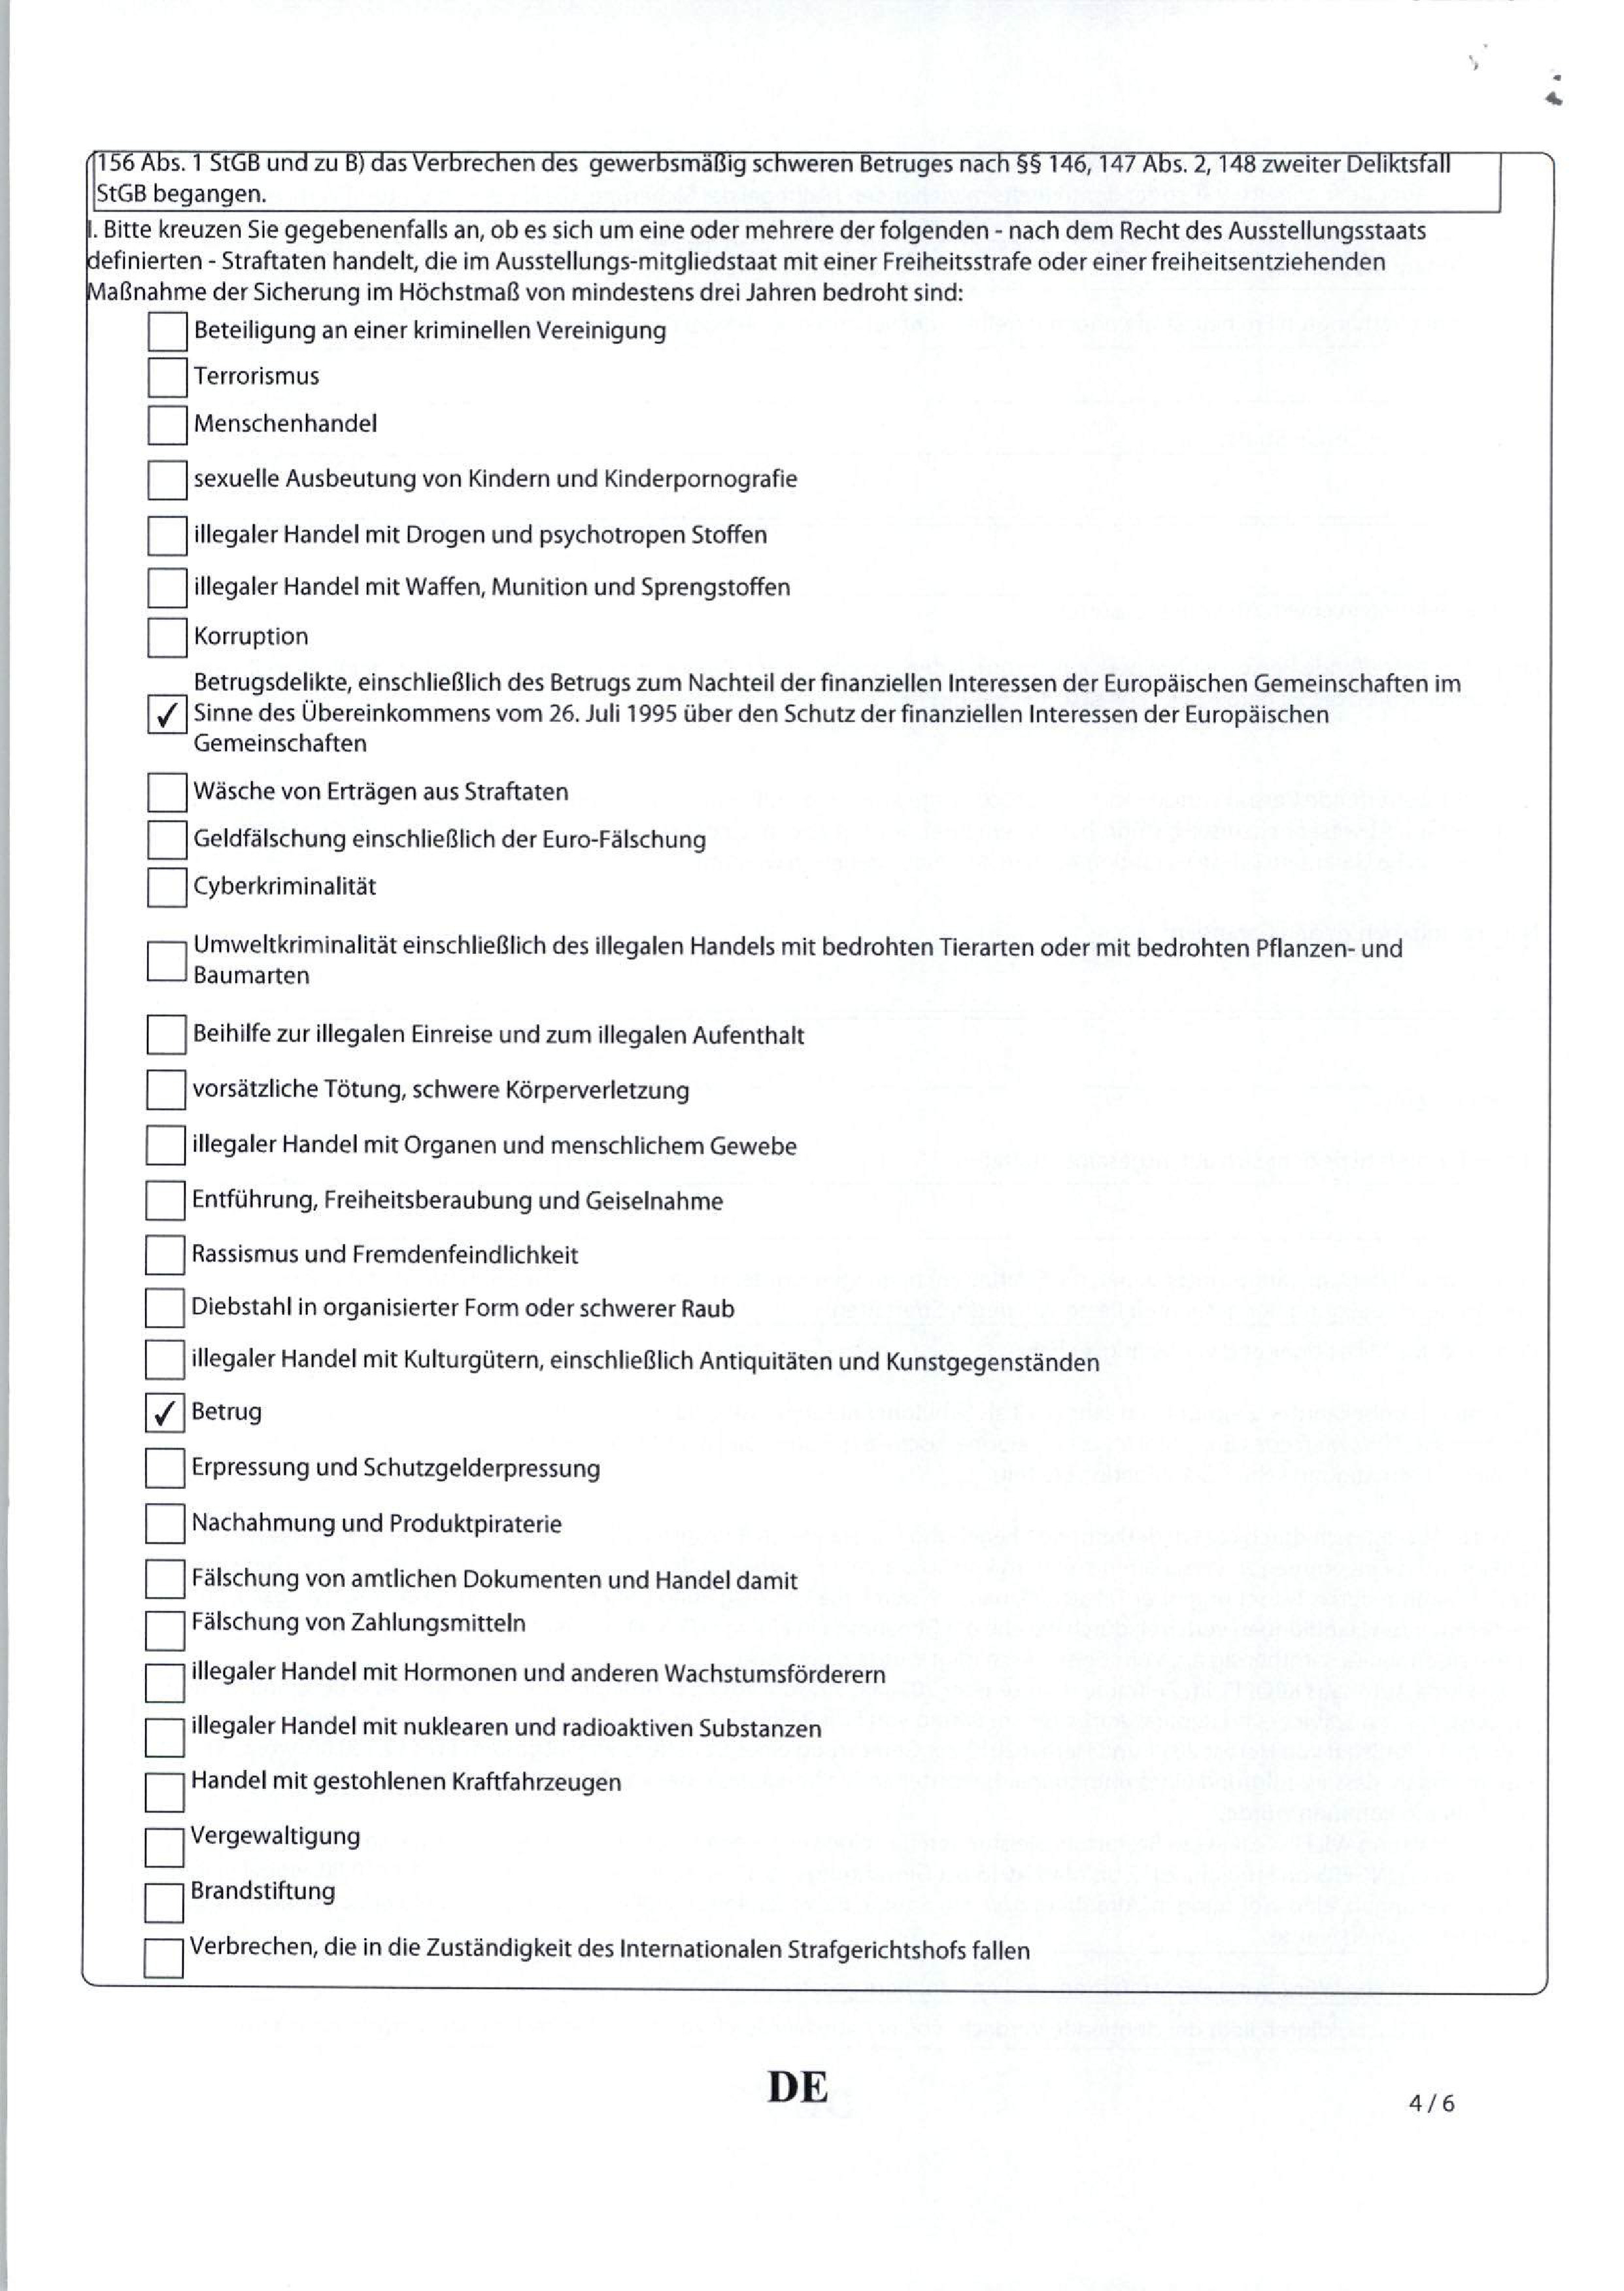 156 Abs. 1 StGB und zu B) das Verbrechen des gewerbsmäßig schweren Betruges nach §§ 146, 147 Abs. 2, 148 zweiter Deliktsfall
StGB begangen.
I. Bitte kreuzen Sie gegebenenfalls an, ob es sich um eine oder mehrere der folgenden - nach dem Recht des Ausstellungsstaats
definierten - Straftaten handelt, die im Ausstellungs-mitgliedstaat mit einer Freiheitsstrafe oder einer freiheitsentziehenden
Maßnahme der Sicherung im Höchstmaß von mindestens drei Jahren bedroht sind:
Beteiligung an einer kriminellen Vereinigung
Terrorismus
Menschenhandel
sexuelle Ausbeutung von Kindern und Kinderpornografie
illegaler Handel mit Drogen und psychotropen Stoffen
illegaler Handel mit Waffen, Munition und Sprengstoffen
Korruption
Betrugsdelikte, einschließlich des Betrugs zum Nachteil der finanziellen Interessen der Europäischen Gemeinschaften im
✓ Sinne des Übereinkommens vom 26. Juli 1995 über den Schutz der finanziellen Interessen der Europäischen
Gemeinschaften
Wäsche von Erträgen aus Straftaten
Geldfälschung einschließlich der Euro-Fälschung
Cyberkriminalität
Umweltkriminalität einschließlich des illegalen Handels mit bedrohten Tierarten oder mit bedrohten Pflanzen- und
Baumarten
Beihilfe zur illegalen Einreise und zum illegalen Aufenthalt
vorsätzliche Tötung, schwere Körperverletzung
illegaler Handel mit Organen und menschlichem Gewebe
Entführung, Freiheitsberaubung und Geiselnahme
Rassismus und Fremdenfeindlichkeit
Diebstahl in organisierter Form oder schwerer Raub
illegaler Handel mit Kulturgütern, einschließlich Antiquitäten und Kunstgegenständen
✓ Betrug
Erpressung und Schutzgelderpressung
Nachahmung und Produktpiraterie
Fälschung von amtlichen Dokumenten und Handel damit
Fälschung von Zahlungsmitteln
illegaler Handel mit Hormonen und anderen Wachstumsförderern
illegaler Handel mit nuklearen und radioaktiven Substanzen
Handel mit gestohlenen Kraftfahrzeugen
Vergewaltigung
Brandstiftung
Verbrechen, die in die Zuständigkeit des Internationalen Strafgerichtshofs fallen
DE
4 / 6